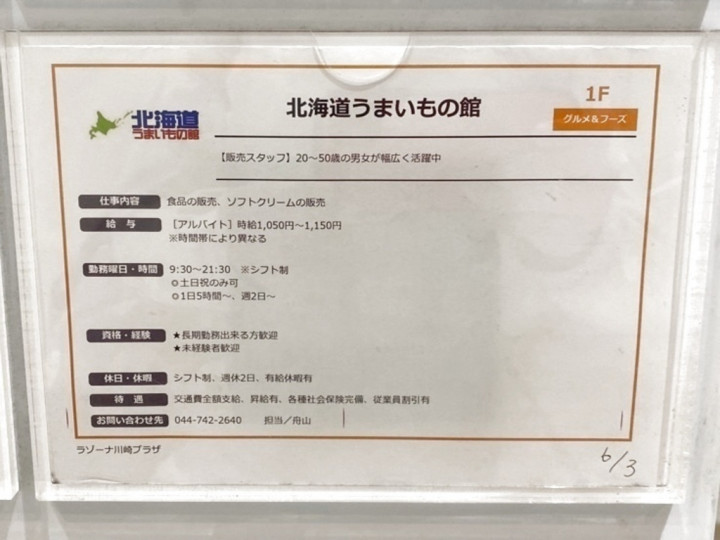 北海道
うまいもの館
北海道うまいもの館
1F
グルメ&フーズ
【販売スタッフ】20～50歳の男女が幅広く活躍中
仕事内容 食品の販売、ソフトクリームの販売
給 与 [アルバイト]時給1,050円～1,150円
※時間帯により異なる
勤務曜日・時間 9:30～21:30 ※シフト制
◎土日祝のみ可
◎1日5時間～、週2日～
資格・経験 ★長期勤務出来る方歓迎
★未経験者歓迎
休日・休暇 シフト制、週休2日、有給休暇有
待 遇 交通費全額支給、昇給有、各種社会保険完備、従業員割引有
お問い合わせ先 044-742-2640 担当／舟山
ラゾーナ川崎プラザ
6/3